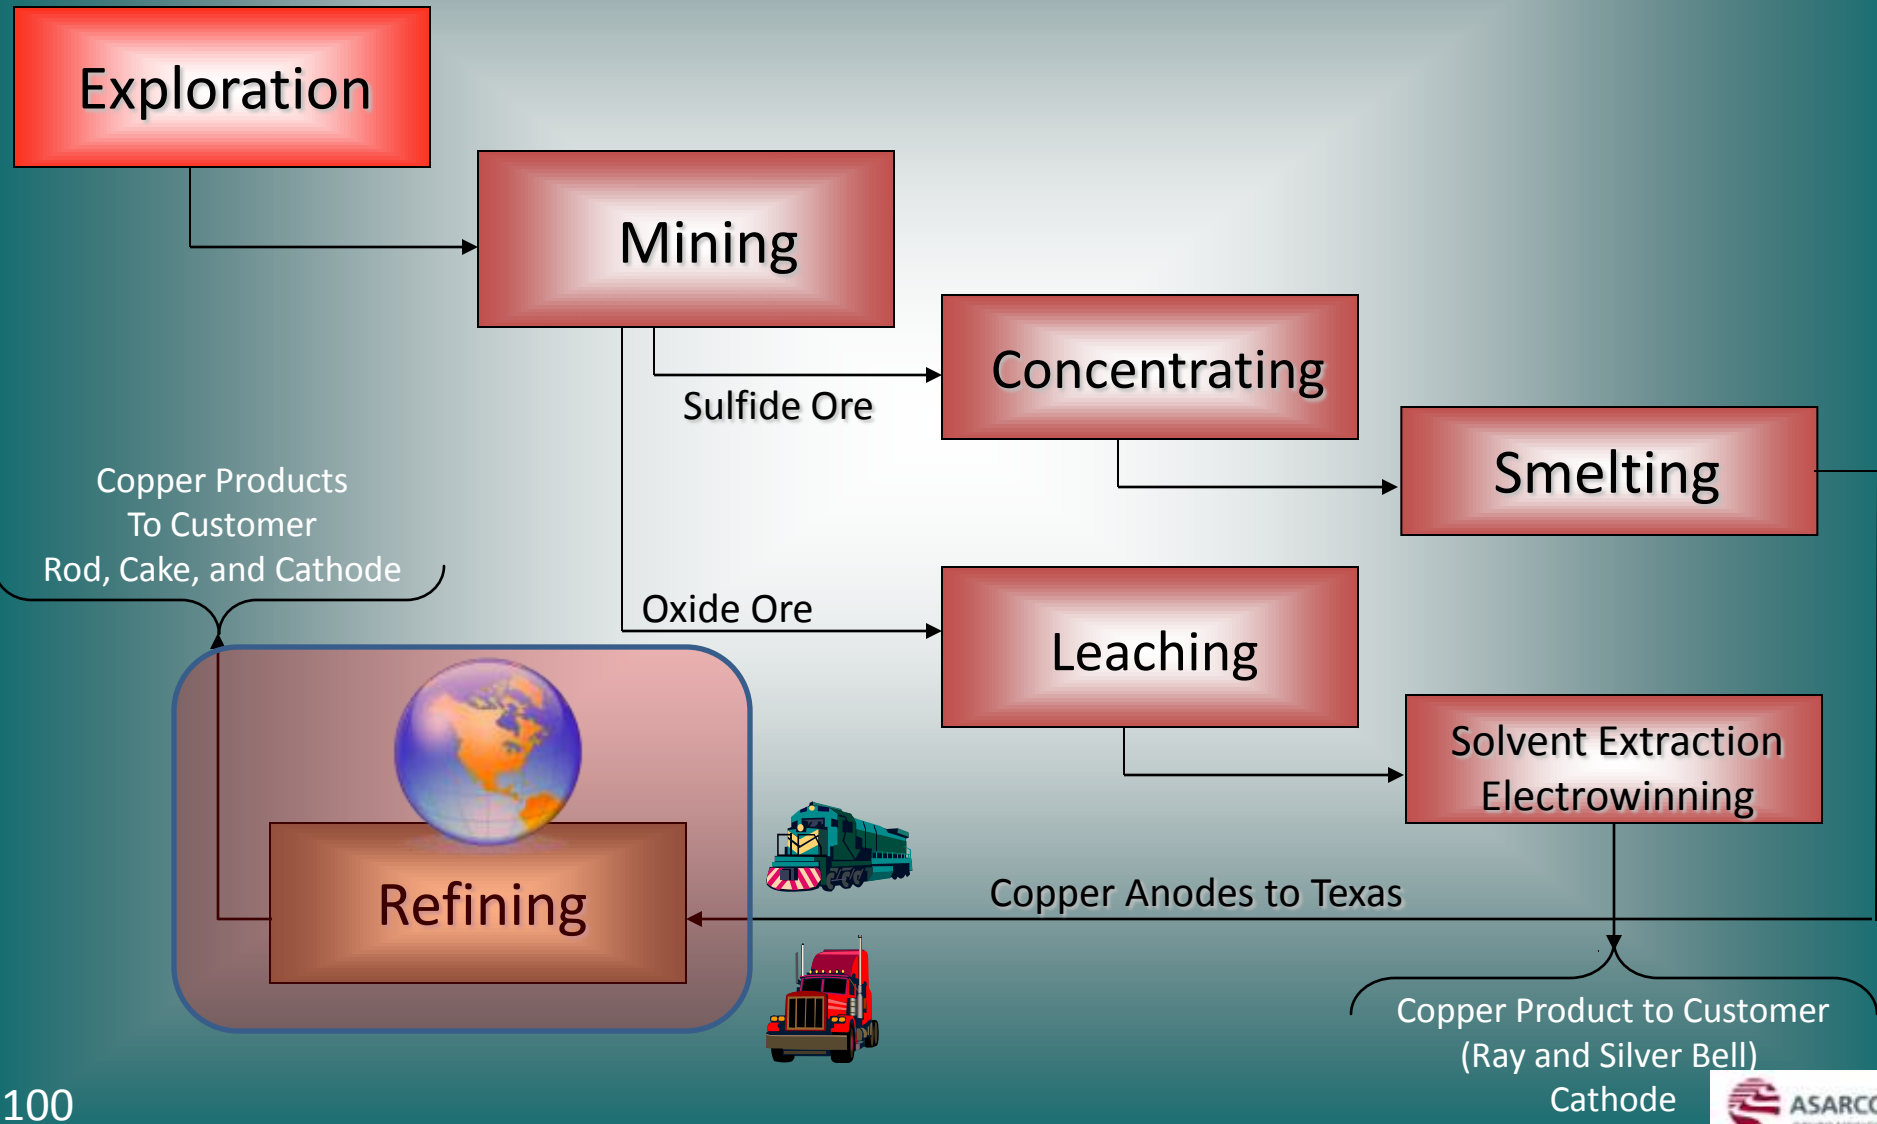 Exploration
Mining
Concentrating
Sulfide Ore
Smelting
Copper Products
To Customer
Rod, Cake, and Cathode
Oxide Ore
Leaching
Solvent Extraction
Electrowinning
Refining
Copper Anodes to Texas
Copper Product to Customer
(Ray and Silver Bell)
Cathode
100
ASARCO